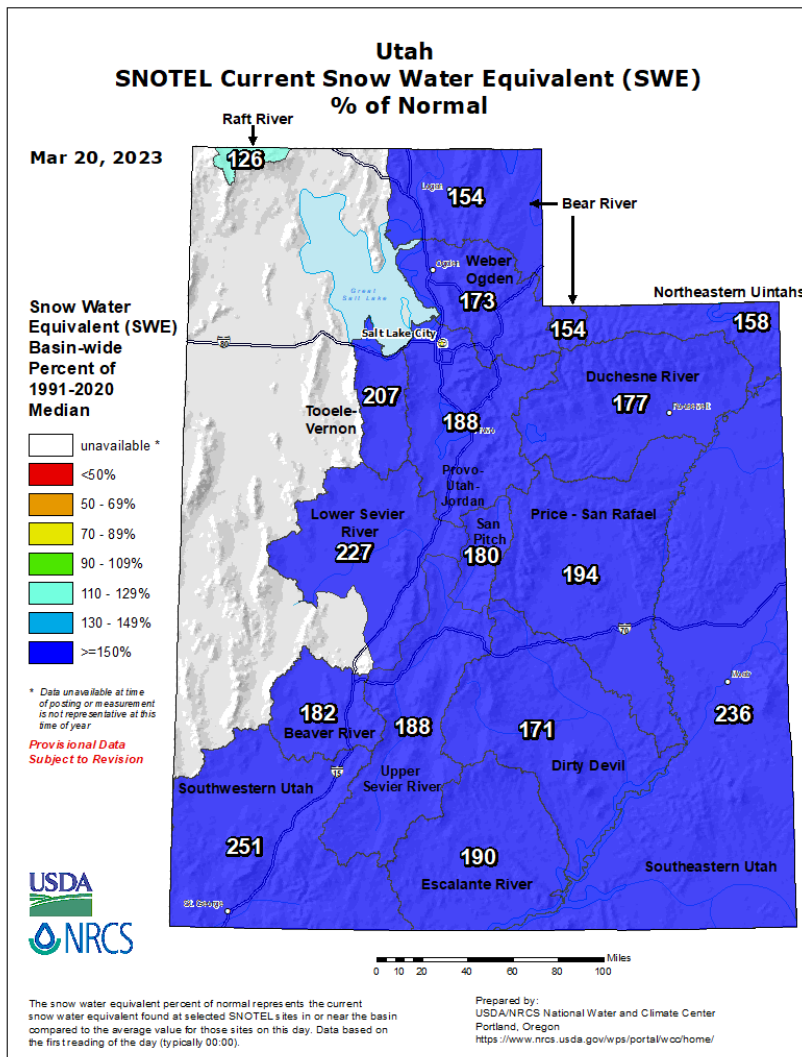 Utah
SNOTEL Current Snow Water Equivalent (SWE)
% of Normal
Mar 20, 2023
Raft River
126
154
Bear River
Weber
Ogden
173
Northeastern Uintahs
158
154
Great
Salt Lake
Salt Lake City
80
Snow Water
Equivalent (SWE)
Basin-wide
Percent of
1991-2020
Median
unavailable *
<50%
50 - 69%
70 - 89%
90 - 109%
110 - 129%
130 - 149%
>=150%
* Data unavailable at time
of posting or measurement
is not representative at this
time of year
Provisional Data
Subject to Revision
207
Tooele-
Vernon
188
Provo-
Utah-
Jordan
Duchesne River
177
Lower Sevier
River
227
San
Pitch
180
Price - San Rafael
194
70
182
Beaver River
188
Upper
Sevier River
171
Dirty Devil
236
15
Southwestern Utah
251
190
Escalante River
Southeastern Utah
St. George
USDA
NRCS
Miles
0 10 20 40 60 80 100
The snow water equivalent percent of normal represents the current
snow water equivalent found at selected SNOTEL sites in or near the basin
compared to the average value for those sites on this day. Data based on
the first reading of the day (typically 00:00).
Prepared by:
USDA/NRCS National Water and Climate Center
Portland, Oregon
https://www.nrcs.usda.gov/wps/portal/wcc/home/